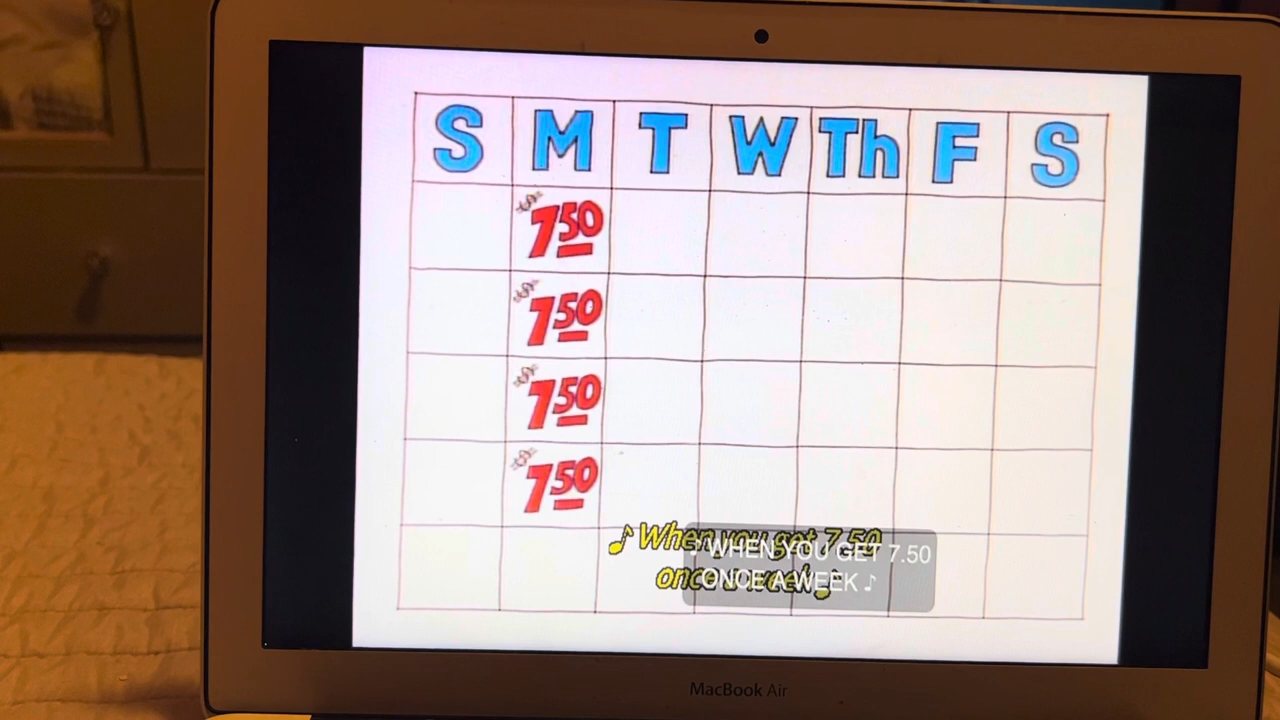 S M T W Th F S
7.50
7.50
7.50
7.50
♪ When you get 7.50
once a week ♪
♪ WHEN YOU GET 7.50
ONCE A WEEK ♪
MacBook Air